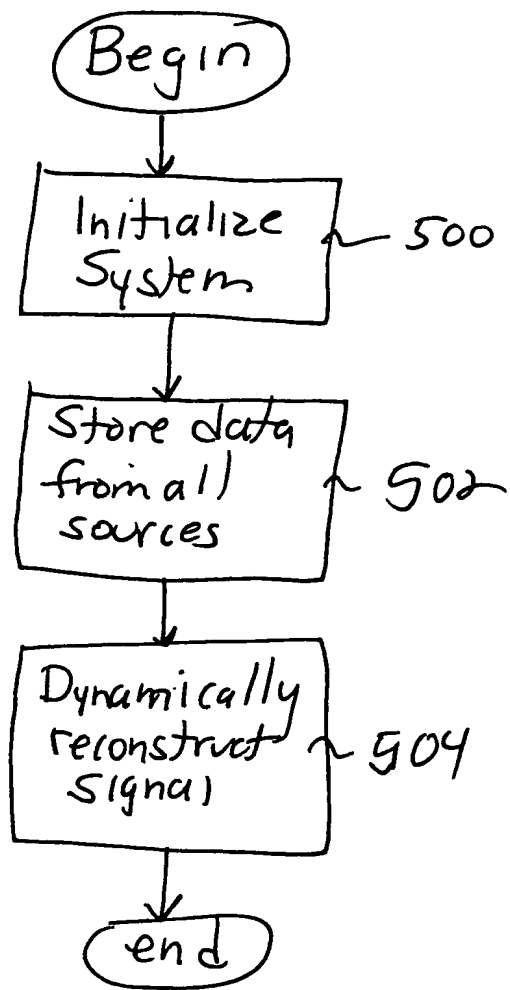 Begin
Initialize
System
500
Store data
from all
sources
502
Dynamically
reconstruct
signal
504
end